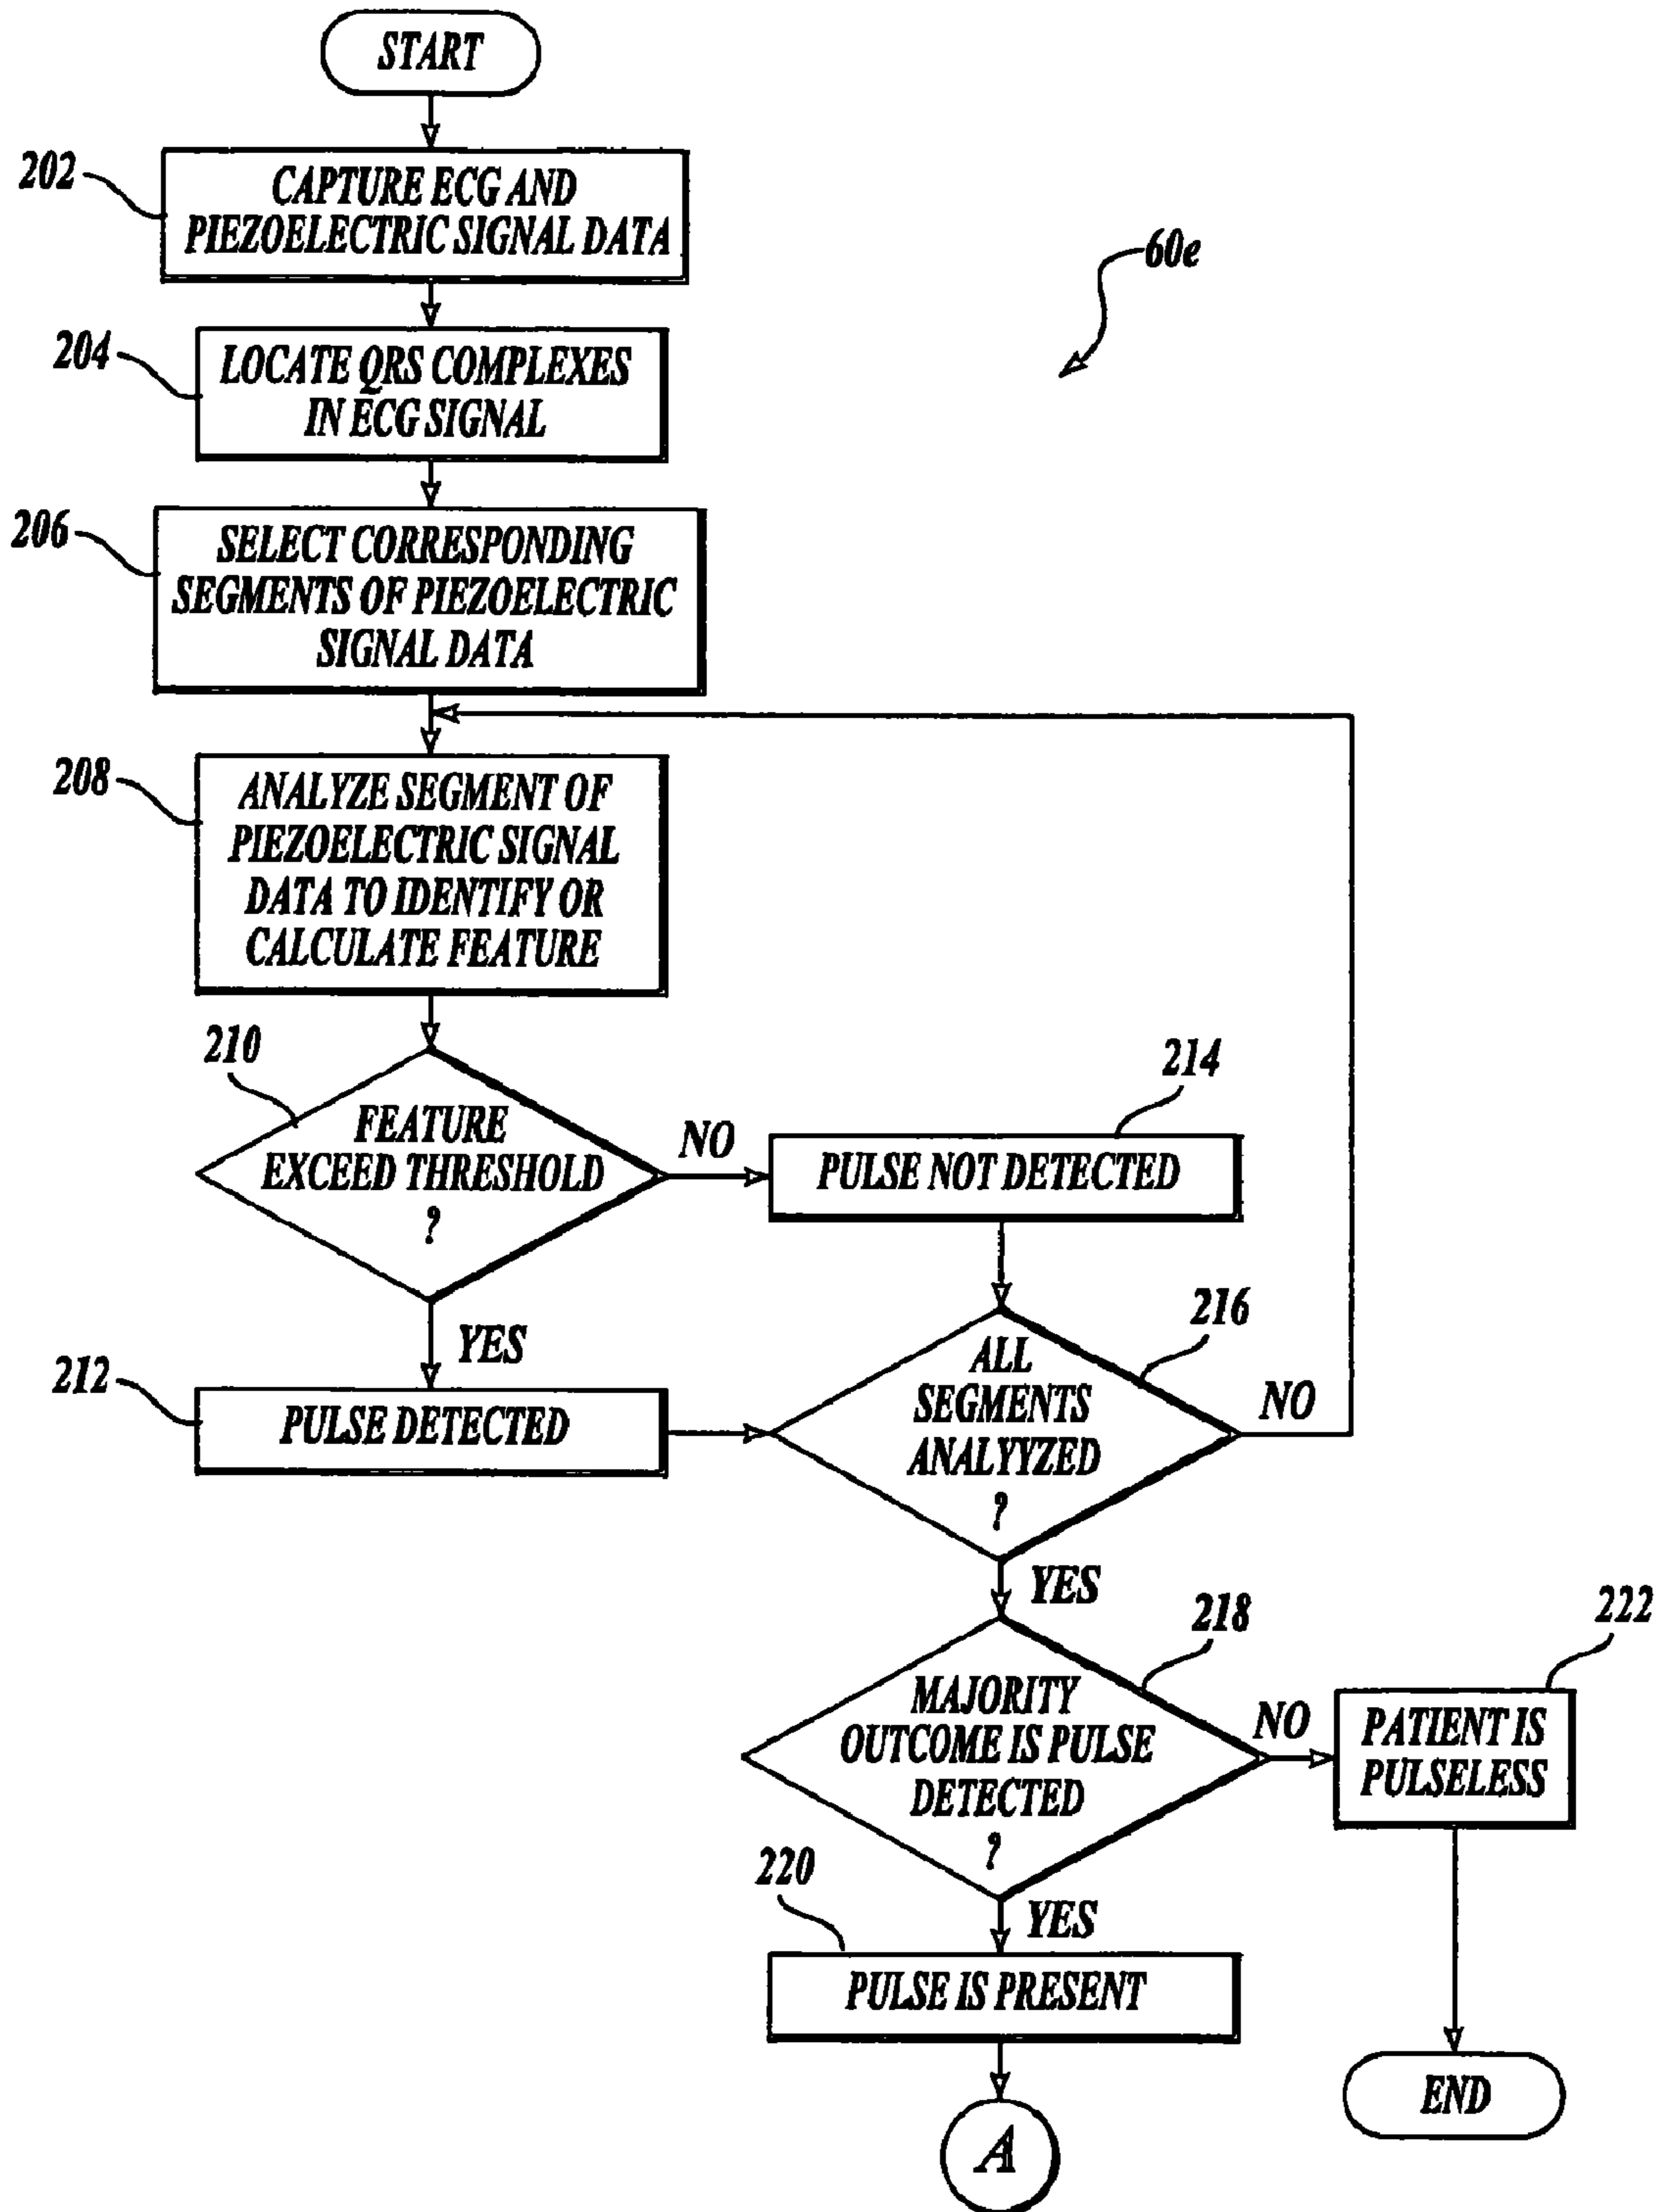 START
202
CAPTURE ECG AND
PIEZOELECTRIC SIGNAL DATA
60e
204
LOCATE QRS COMPLEXES
IN ECG SIGNAL
206
SELECT CORRESPONDING
SEGMENTS OF PIEZOELECTRIC
SIGNAL DATA
208
ANALYZE SEGMENT OF
PIEZOELECTRIC SIGNAL
DATA TO IDENTIFY OR
CALCULATE FEATURE
210
FEATURE
EXCEED THRESHOLD
?
NO
214
PULSE NOT DETECTED
YES
212
PULSE DETECTED
216
ALL
SEGMENTS
ANALYYZED
?
NO
YES
218
MAJORITY
OUTCOME IS PULSE
DETECTED
?
NO
222
PATIENT IS
PULSELESS
YES
220
PULSE IS PRESENT
END
A